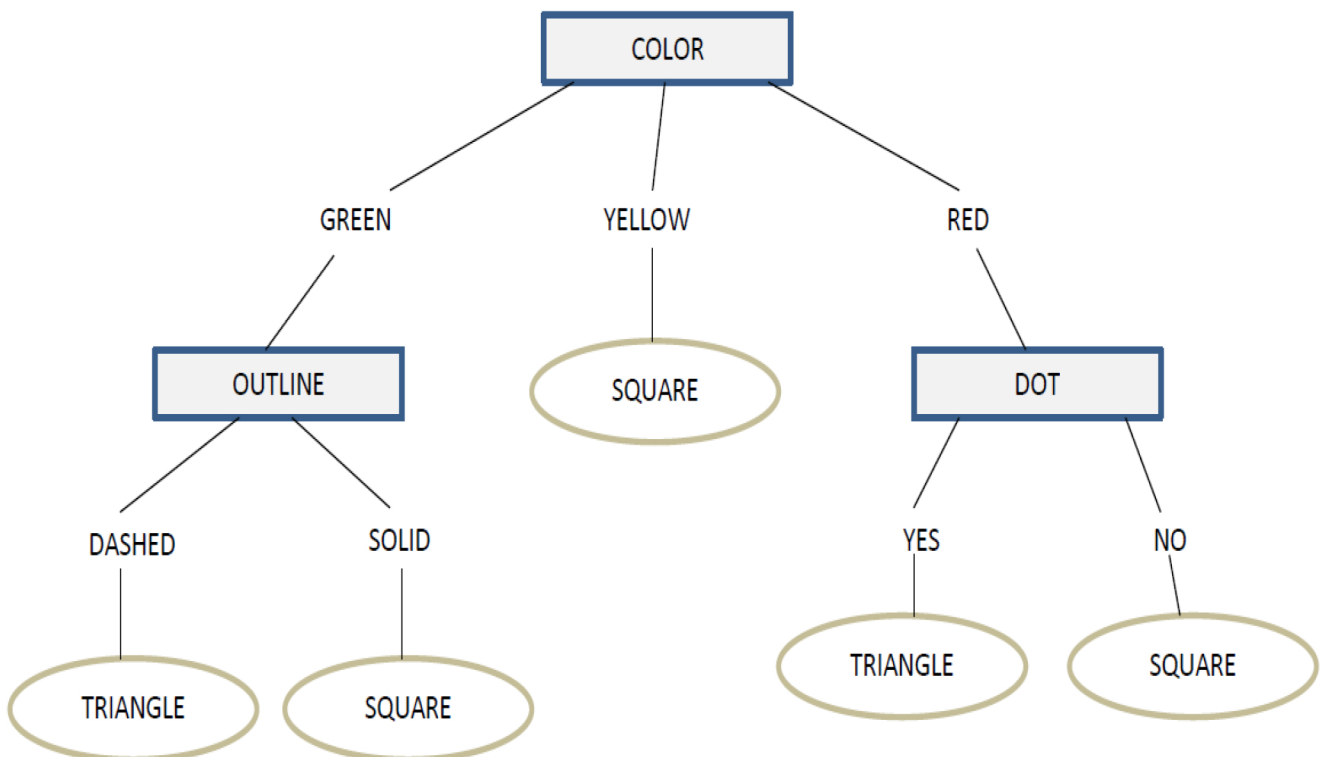 COLOR
GREEN
YELLOW
RED
OUTLINE
SQUARE
DOT
DASHED
SOLID
YES
NO
TRIANGLE
SQUARE
TRIANGLE
SQUARE